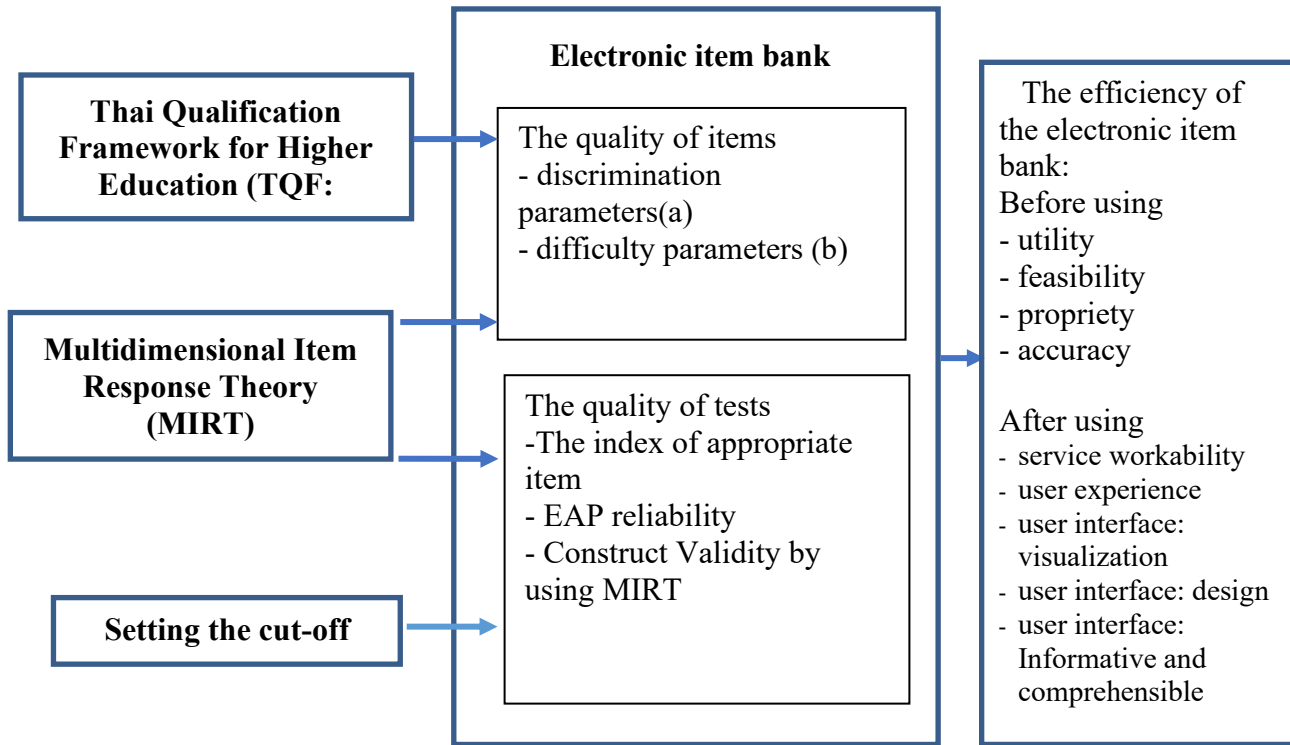 Thai Qualification
Framework for Higher
Education (TQF:
Multidimensional Item
Response Theory
(MIRT)
Setting the cut-off
Electronic item bank
The quality of items
- discrimination
parameters(a)
- difficulty parameters (b)
The quality of tests
-The index of appropriate
item
- EAP reliability
- Construct Validity by
using MIRT
The efficiency of
the electronic item
bank:
Before using
- utility
- feasibility
- propriety
- accuracy
After using
- service workability
- user experience
- user interface:
visualization
- user interface: design
- user interface:
Informative and
comprehensible